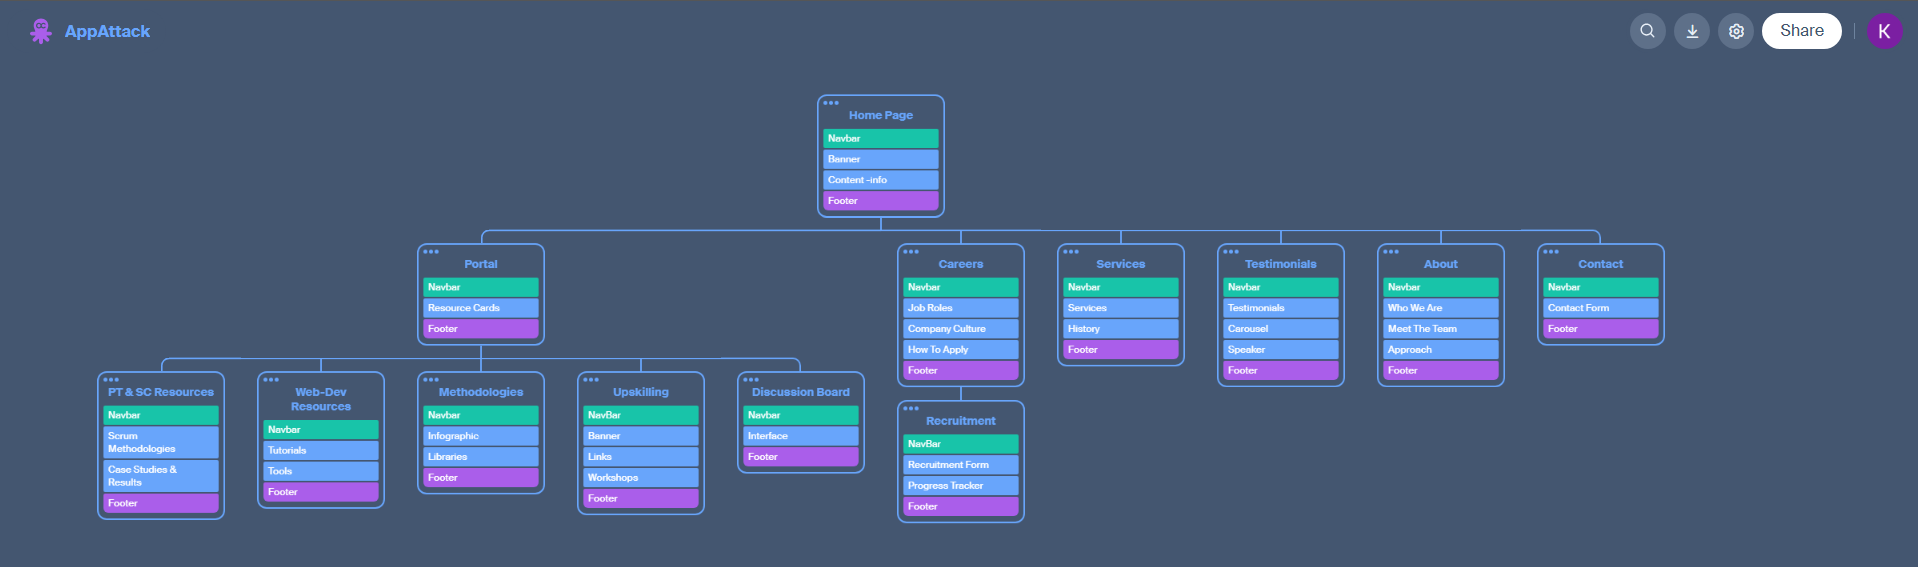 AppAttack
Share
K
Home Page
Navbar
Banner
Content -info
Footer
Portal
Navbar
Resource Cards
Footer
Careers
Navbar
Job Roles
Company Culture
How To Apply
Footer
Services
Navbar
Services
History
Footer
Testimonials
Navbar
Testimonials
Carousel
Speaker
Footer
About
Navbar
Who We Are
Meet The Team
Approach
Footer
Contact
Navbar
Contact Form
Footer
PT & SC Resources
Navbar
Scrum
Methodologies
Case Studies &
Results
Footer
Web-Dev
Resources
Navbar
Tutorials
Tools
Footer
Methodologies
Navbar
Infographic
Libraries
Footer
Upskilling
NavBar
Banner
Links
Workshops
Footer
Discussion Board
Navbar
Interface
Footer
Recruitment
NavBar
Recruitment Form
Progress Tracker
Footer